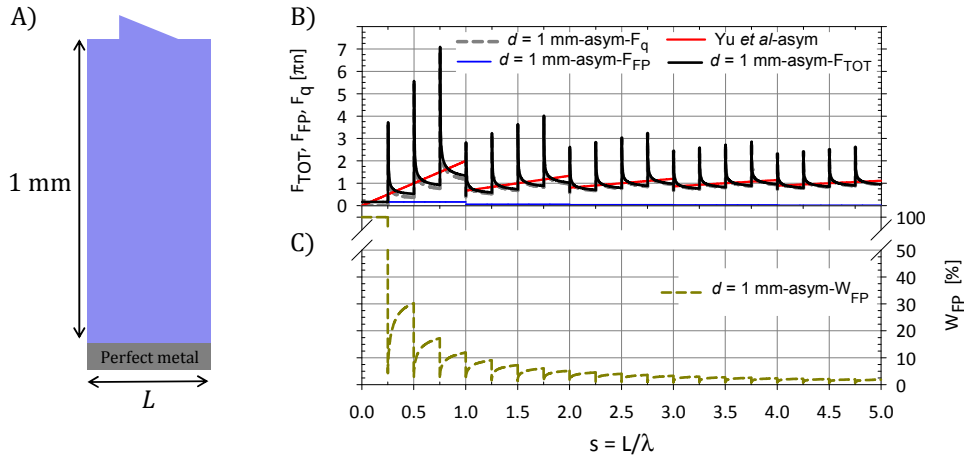 A)
1 mm
Perfect metal
L
B)
d = 1 mm-asym-Fq
Yu et al-asym
d = 1 mm-asym-FFP
d = 1 mm-asym-FTOT
FTOT, FFP, Fq [πn]
7
6
5
4
3
2
1
0
100
C)
d = 1 mm-asym-WFP
50
40
30
20
10
0
WFP [%]
0.0 0.5 1.0 1.5 2.0 2.5 3.0 3.5 4.0 4.5 5.0
s = L/λ